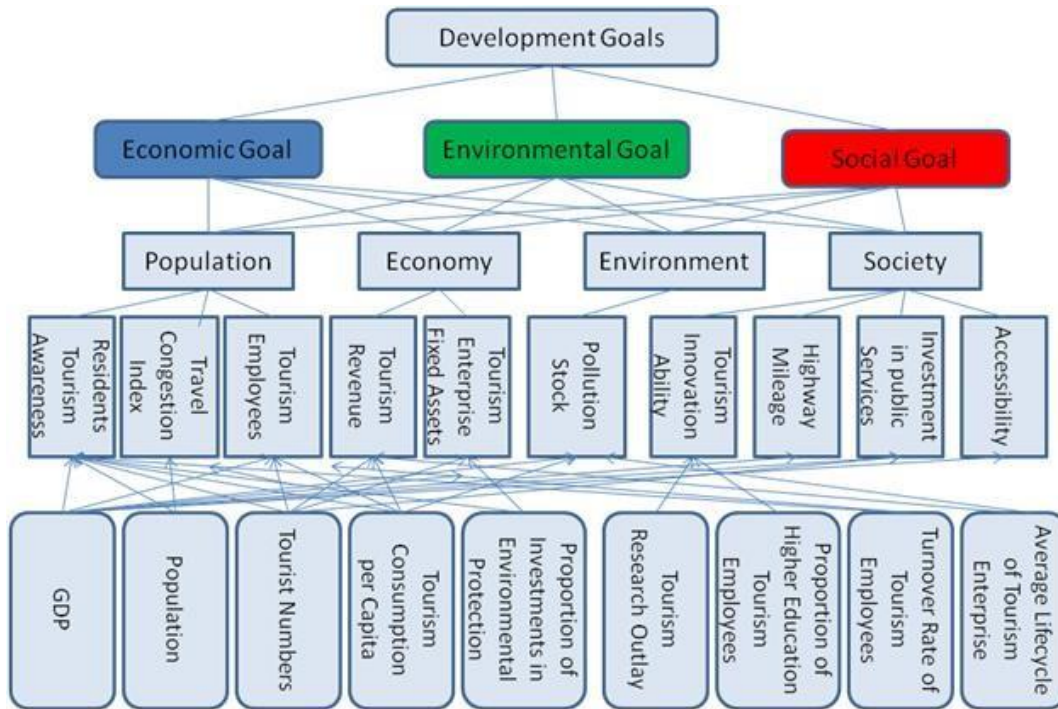 Development Goals
Economic Goal
Environmental Goal
Social Goal
Population
Economy
Environment
Society
Residents
Tourism
Awareness
Travel
Congestion
Index
Tourism
Employees
Tourism
Revenue
Tourism
Enterprise
Fixed Assets
Pollution
Stock
Tourism
Innovation
Ability
Highway
Mileage
Investment
in public
Services
Accessibility
GDP
Population
Tourist Numbers
Tourism
Consumption
per Capita
Proportion of
Investments in
Environmental
Protection
Tourism
Research Outlay
Proportion of
Higher Education
Tourism
Employees
Turnover Rate of
Tourism
Employees
Average Lifecycle
of Tourism
Enterprise